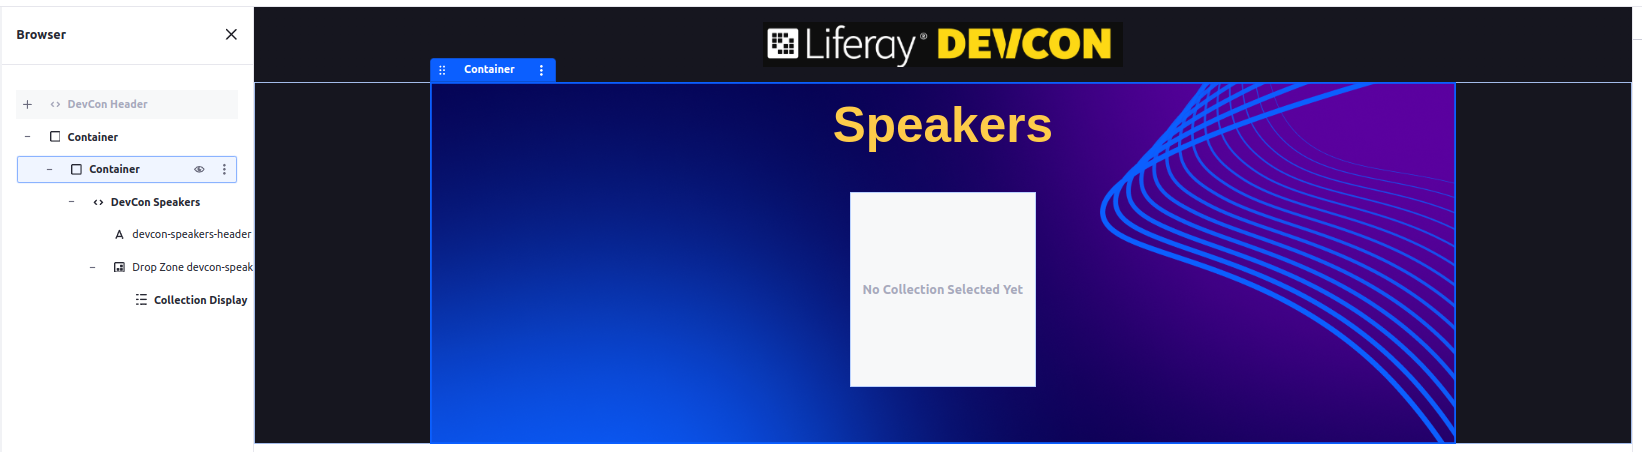 Browser
DevCon Header
Container
Container
DevCon Speakers
devcon-speakers-header
Drop Zone devcon-speak
Collection Display
Liferay® DEVCON
Container
Speakers
No Collection Selected Yet